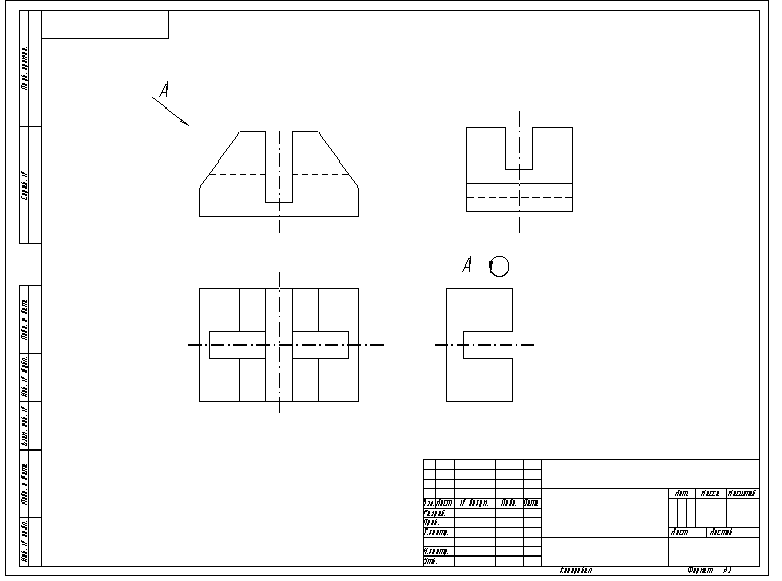 Перв. примен.
Справ. №
Подп. и дата
Инв. № дубл.
Взам. инв. №
Подп. и дата
Инв. № подл.
А
А
Изм. Лист № докум. Подп. Дата
Разраб.
Пров.
Т.контр.
Н.контр.
Утв.
Лит. Масса Масштаб
Лист Листов
Копировал Формат А3